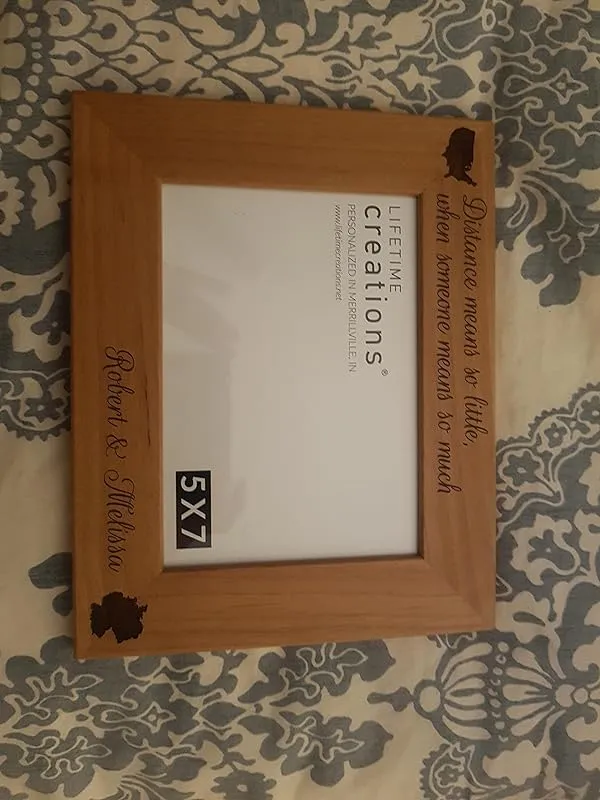 Distance means so little,
when someone means so much
LIFETIME
creations®
PERSONALIZED IN MERRILLVILLE, IN
www.lifetimecreations.net
5X7
Robert & Melissa